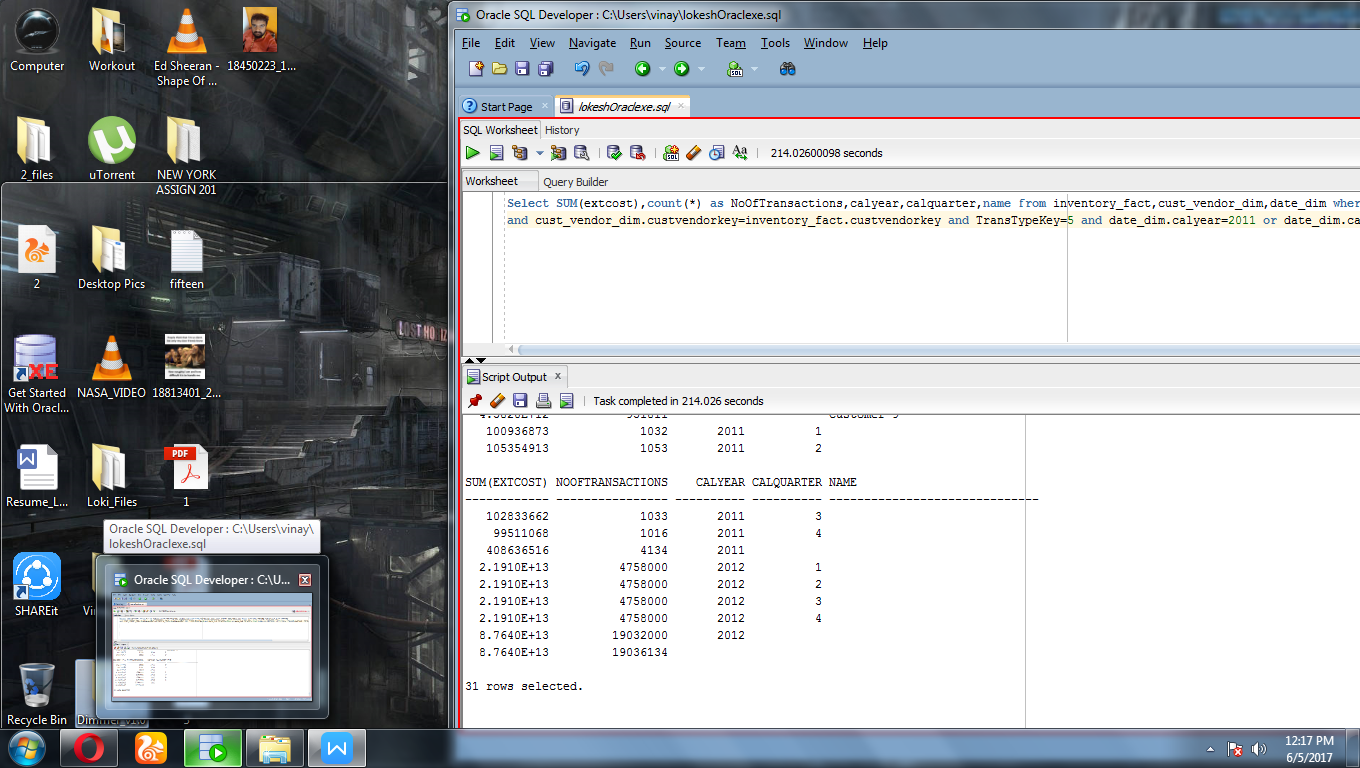 Computer
Workout
Ed Sheeran - Shape Of ...
18450223_1...
2_files
uTorrent
NEW YORK ASSIGN 201
2
Desktop Pics
fifteen
XE
Get Started With Oracl...
NASA_VIDEO
18813401_2...
LOST HO
W
Resume_L...
Loki_Files
PDF
1
Oracle SQL Developer : C:\Users\vinay\
lokeshOraclexe.sql
Oracle SQL Developer : C:\U...
SHAREit
Recycle Bin
Oracle SQL Developer : C:\Users\vinay\lokeshOraclexe.sql
File Edit View Navigate Run Source Team Tools Window Help
SQL
Start Page
lokeshOraclexe.sql
SQL Worksheet History
SQL Aa 214.02600098 seconds
Worksheet Query Builder
Select SUM(extcost),count(*) as NoOfTransactions,calyear,calquarter,name from inventory_fact,cust_vendor_dim,date_dim wher
and cust_vendor_dim.custvendorkey=inventory_fact.custvendorkey and TransTypeKey=5 and date_dim.calyear=2011 or date_dim.ca
Script Output
Task completed in 214.026 seconds
100936873 1032 2011 1
105354913 1053 2011 2
SUM(EXTCOST) NOOFTRANSACTIONS CALYEAR CALQUARTER NAME
102833662 1033 2011 3
99511068 1016 2011 4
408636516 4134 2011
2.1910E+13 4758000 2012 1
2.1910E+13 4758000 2012 2
2.1910E+13 4758000 2012 3
2.1910E+13 4758000 2012 4
8.7640E+13 19032000 2012
8.7640E+13 19036134
31 rows selected.
12:17 PM
6/5/2017